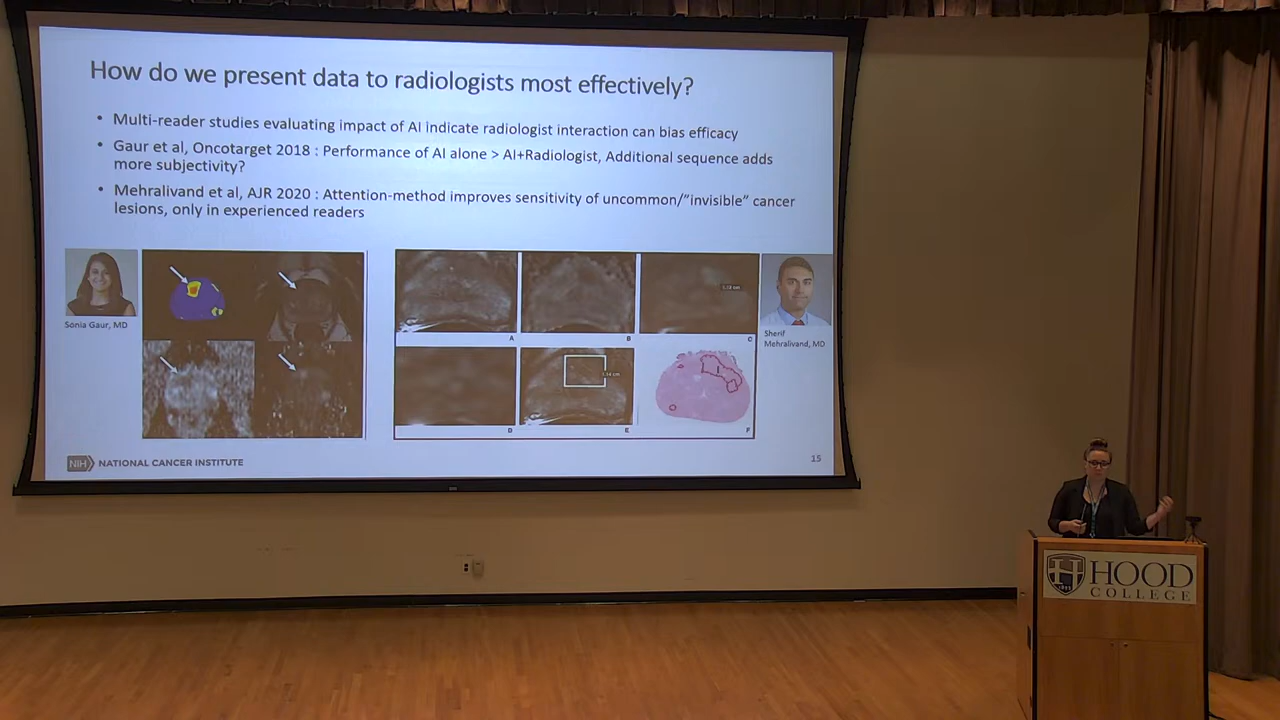 How do we present data to radiologists most effectively?
• Multi-reader studies evaluating impact of AI indicate radiologist interaction can bias efficacy
• Gaur et al, Oncotarget 2018 : Performance of AI alone > AI+Radiologist, Additional sequence adds
more subjectivity?
• Mehralivand et al, AJR 2020 : Attention-method improves sensitivity of uncommon/"invisible" cancer
lesions, only in experienced readers
Sonia Gaur, MD
A
B
C
Sherif
Mehralivand, MD
D
E
F
NIH
NATIONAL CANCER INSTITUTE
15
H
HOOD
COLLEGE